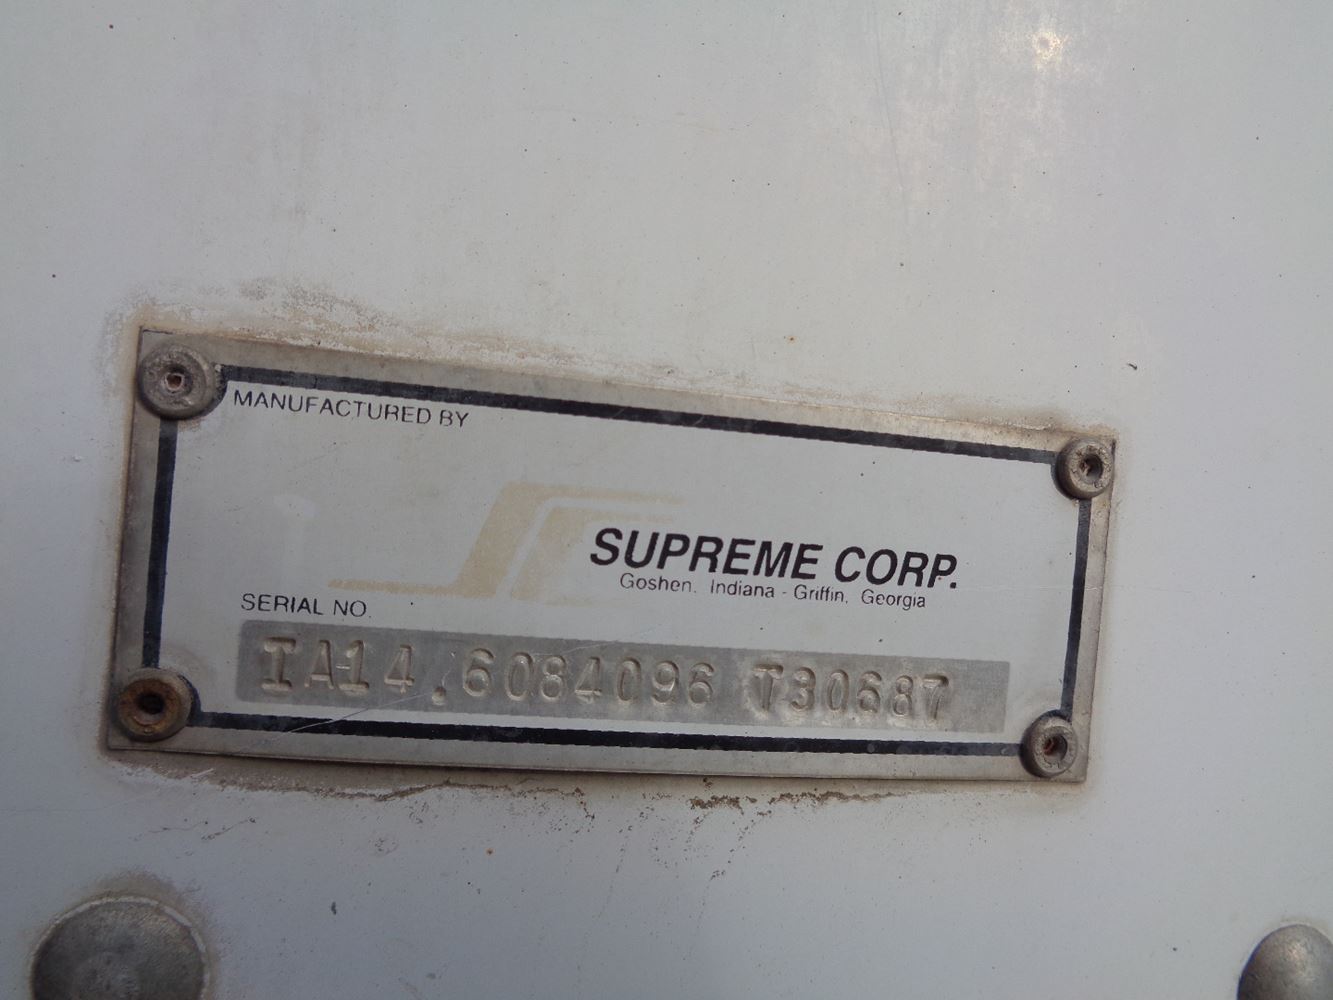 MANUFACTURED BY
SUPREME CORP.
Goshen, Indiana - Griffin, Georgia
SERIAL NO.
IA14.6084096 T30687